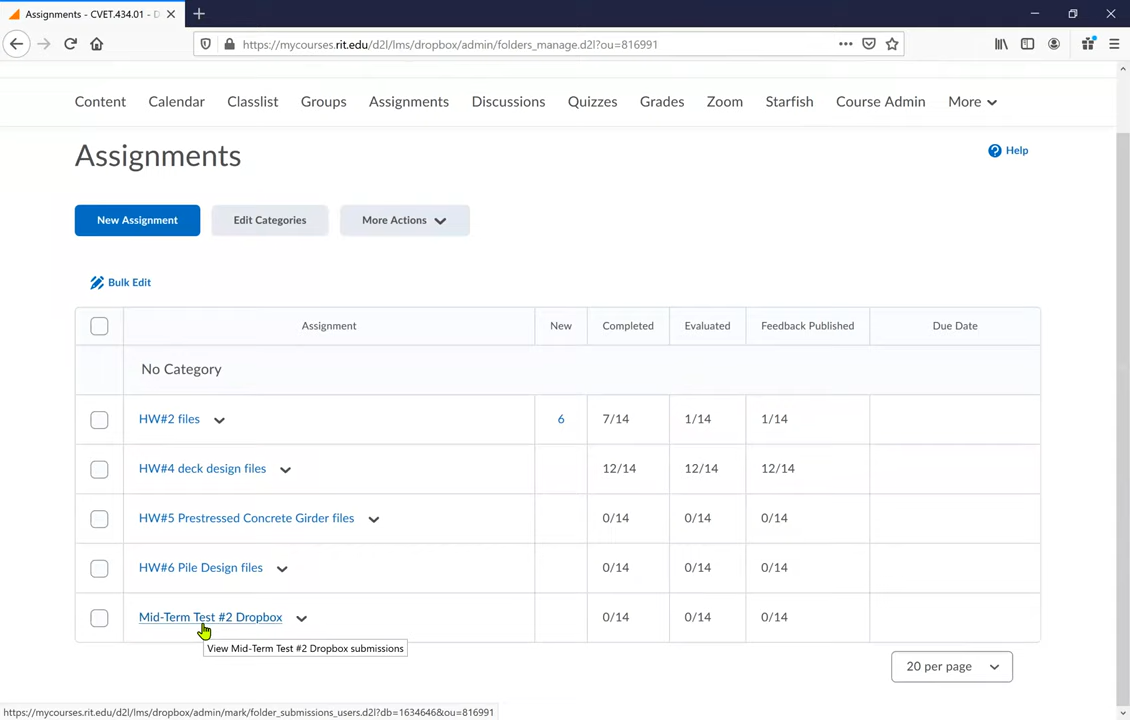 Assignments - CVET.434.01 - D
https://mycourses.rit.edu/d2l/lms/dropbox/admin/folders_manage.d2l?ou=816991
Content Calendar Classlist Groups Assignments Discussions Quizzes Grades Zoom Starfish Course Admin More
Assignments
Help
New Assignment Edit Categories More Actions
Bulk Edit
Assignment New Completed Evaluated Feedback Published Due Date
No Category
HW#2 files 6 7/14 1/14 1/14
HW#4 deck design files 12/14 12/14 12/14
HW#5 Prestressed Concrete Girder files 0/14 0/14 0/14
HW#6 Pile Design files 0/14 0/14 0/14
Mid-Term Test #2 Dropbox 0/14 0/14 0/14
View Mid-Term Test #2 Dropbox submissions
20 per page
https://mycourses.rit.edu/d2l/lms/dropbox/admin/mark/folder_submissions_users.d2l?db=1634646&ou=816991